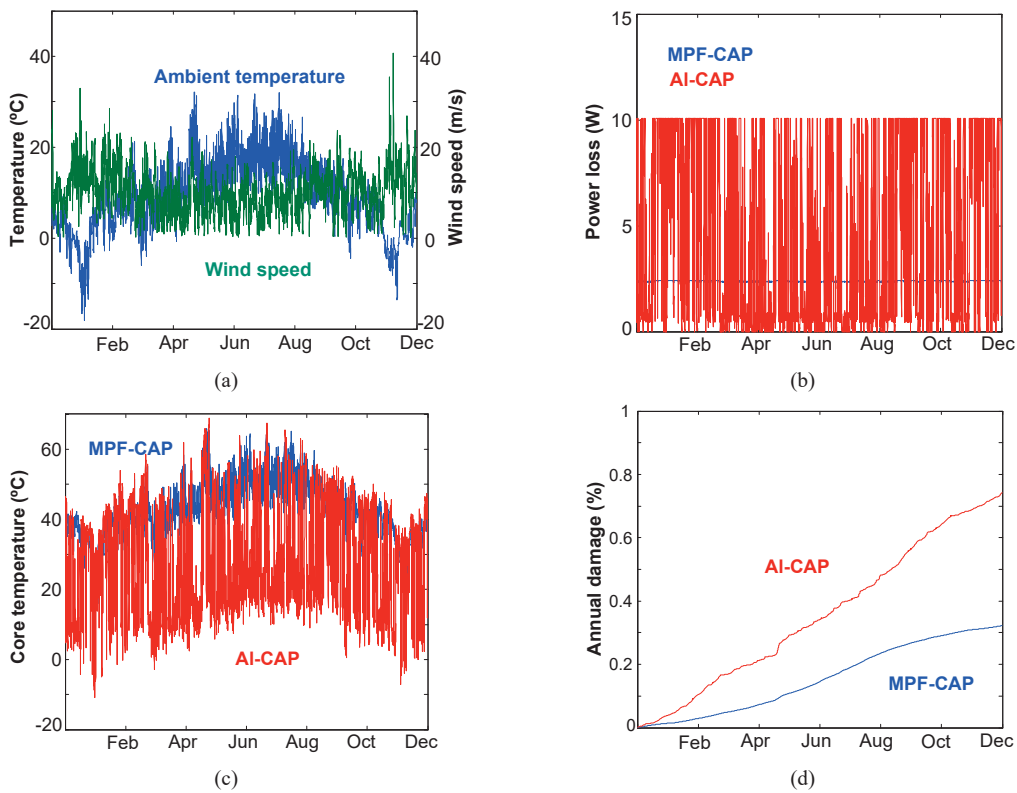 40
20
0
-20
Temperature (ºC)
Ambient temperature
Wind speed
40
20
0
-20
Wind speed (m/s)
Feb Apr Jun Aug Oct Dec
(a)
15
10
5
0
Power loss (W)
MPF-CAP
Al-CAP
Feb Apr Jun Aug Oct Dec
(b)
60
40
20
0
-20
Core temperature (ºC)
MPF-CAP
Al-CAP
Feb Apr Jun Aug Oct Dec
(c)
1
0.8
0.6
0.4
0.2
0
Annual damage (%)
Al-CAP
MPF-CAP
Feb Apr Jun Aug Oct Dec
(d)